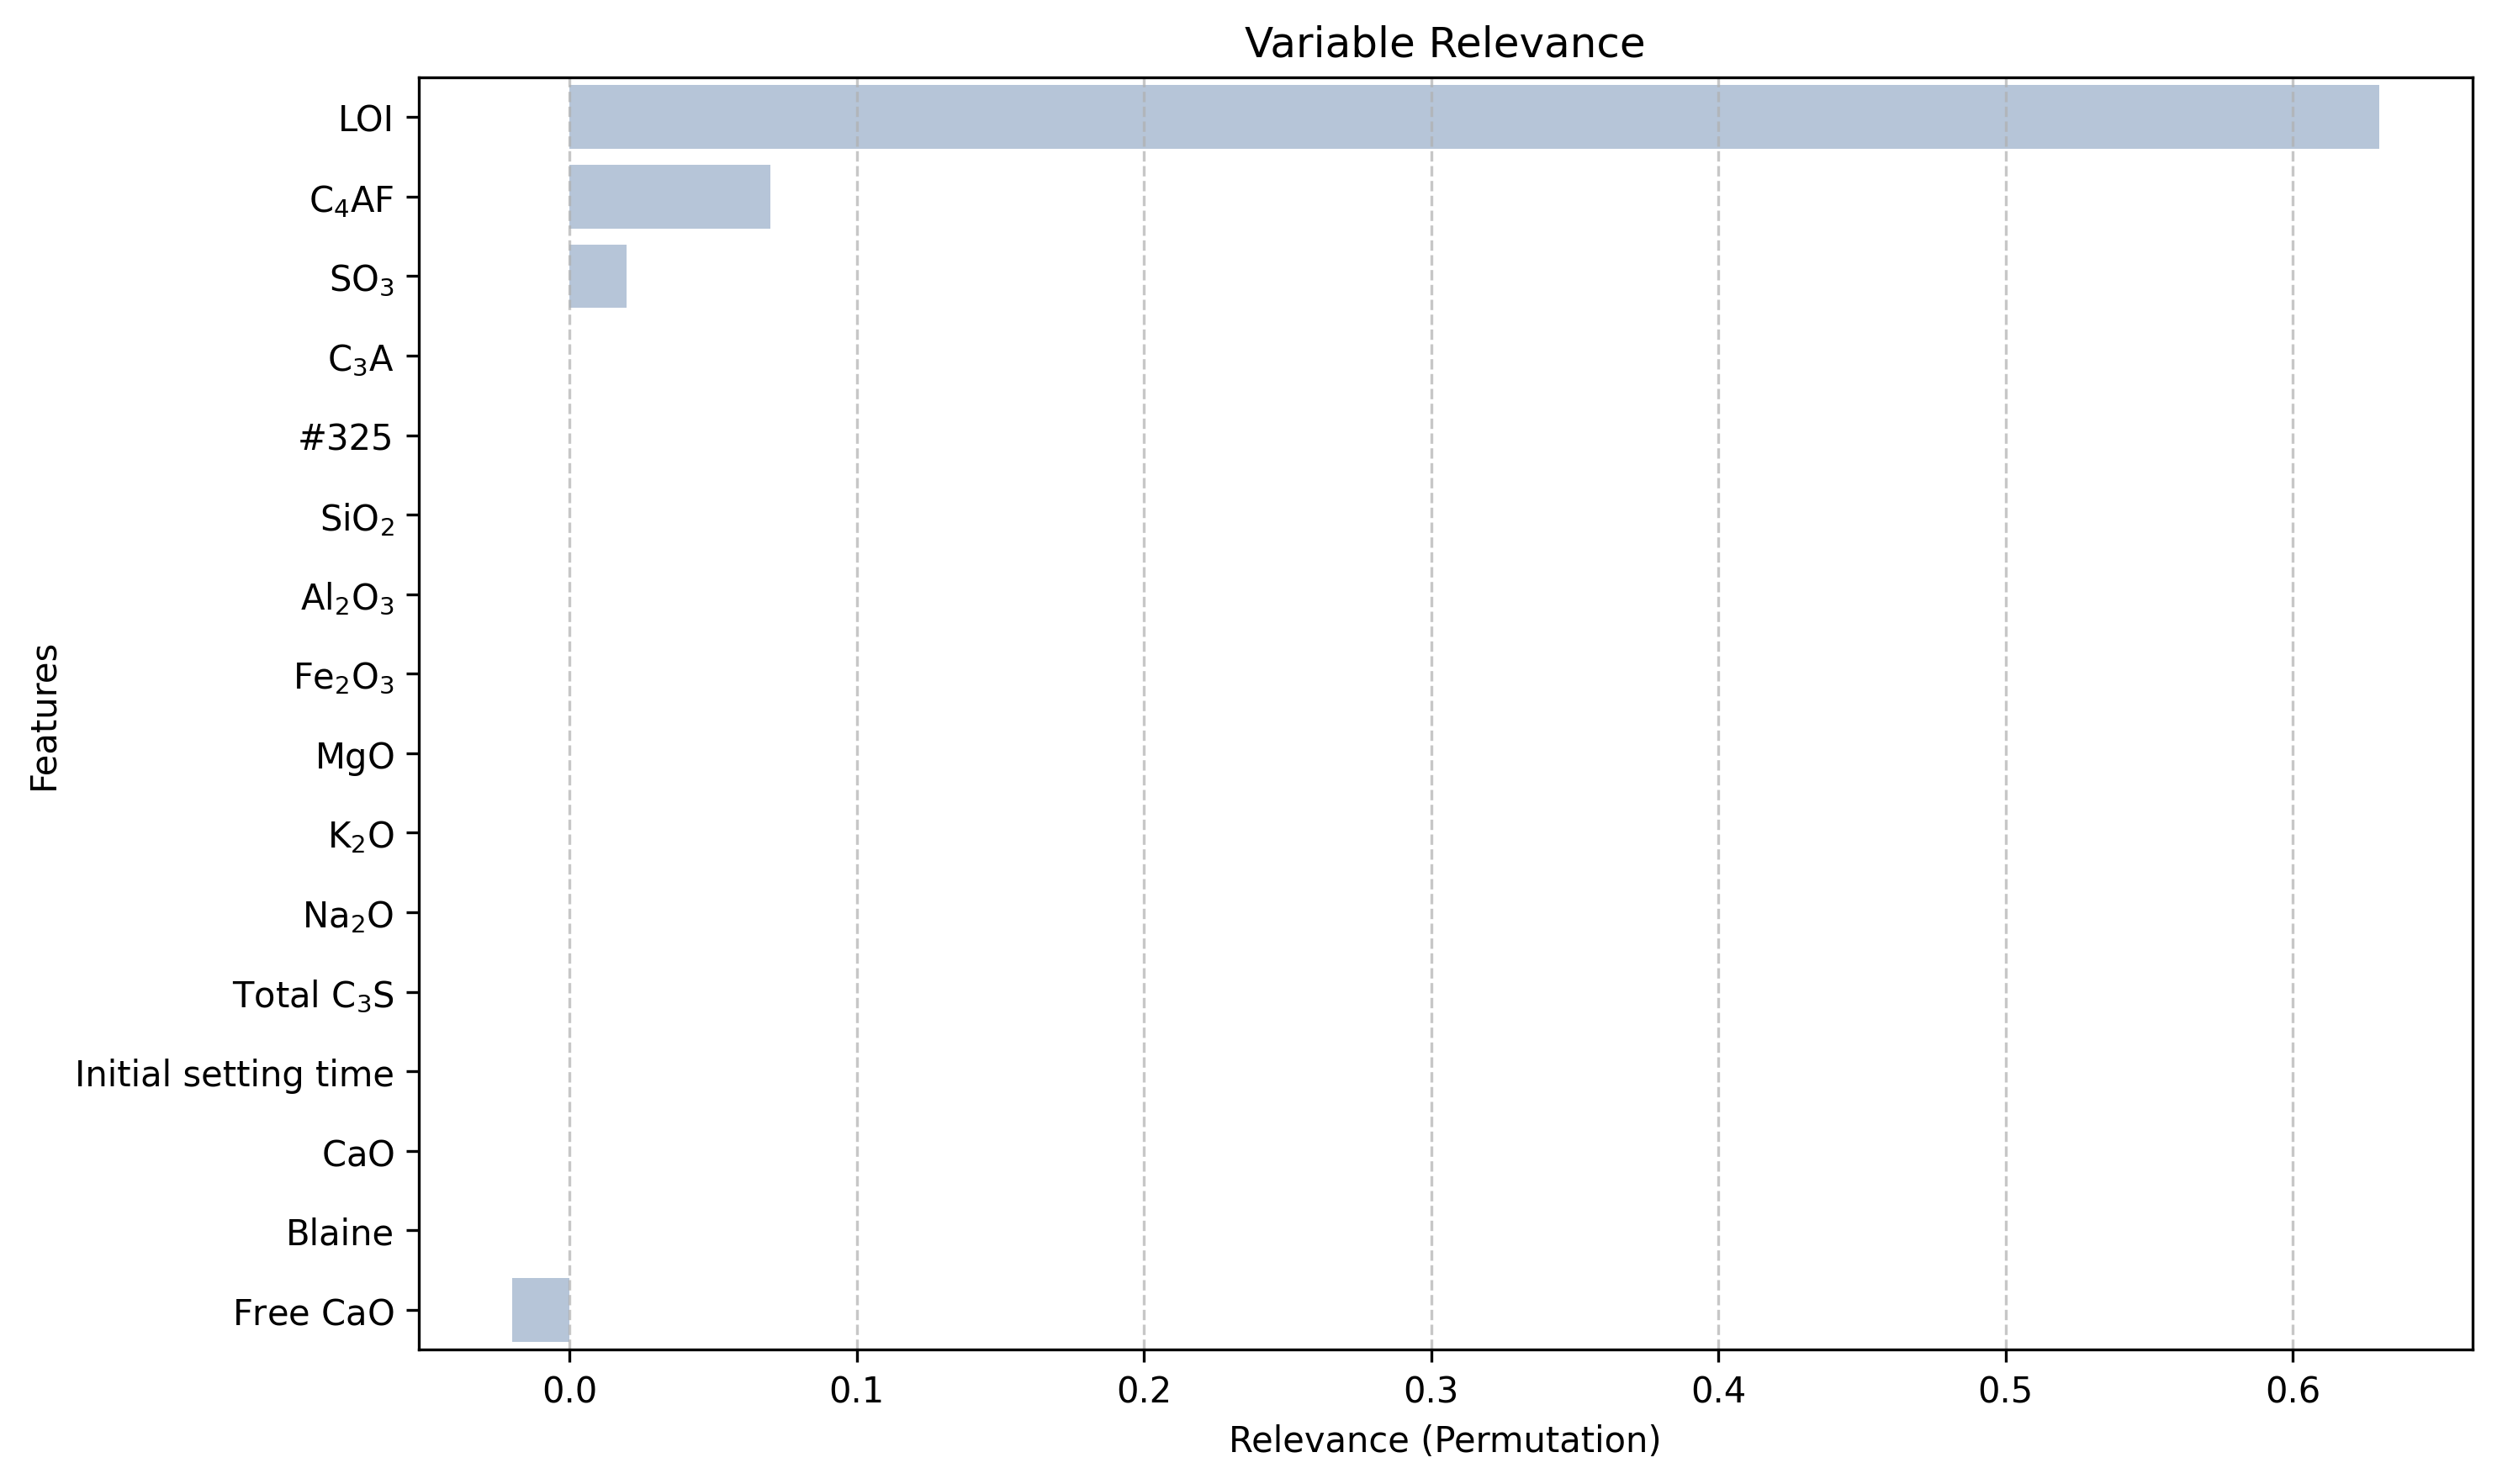 Variable Relevance
LOI
C₄AF
SO₃
C₃A
#325
SiO₂
Al₂O₃
Fe₂O₃
MgO
K₂O
Na₂O
Total C₃S
Initial setting time
CaO
Blaine
Free CaO
Features
0.0 0.1 0.2 0.3 0.4 0.5 0.6
Relevance (Permutation)